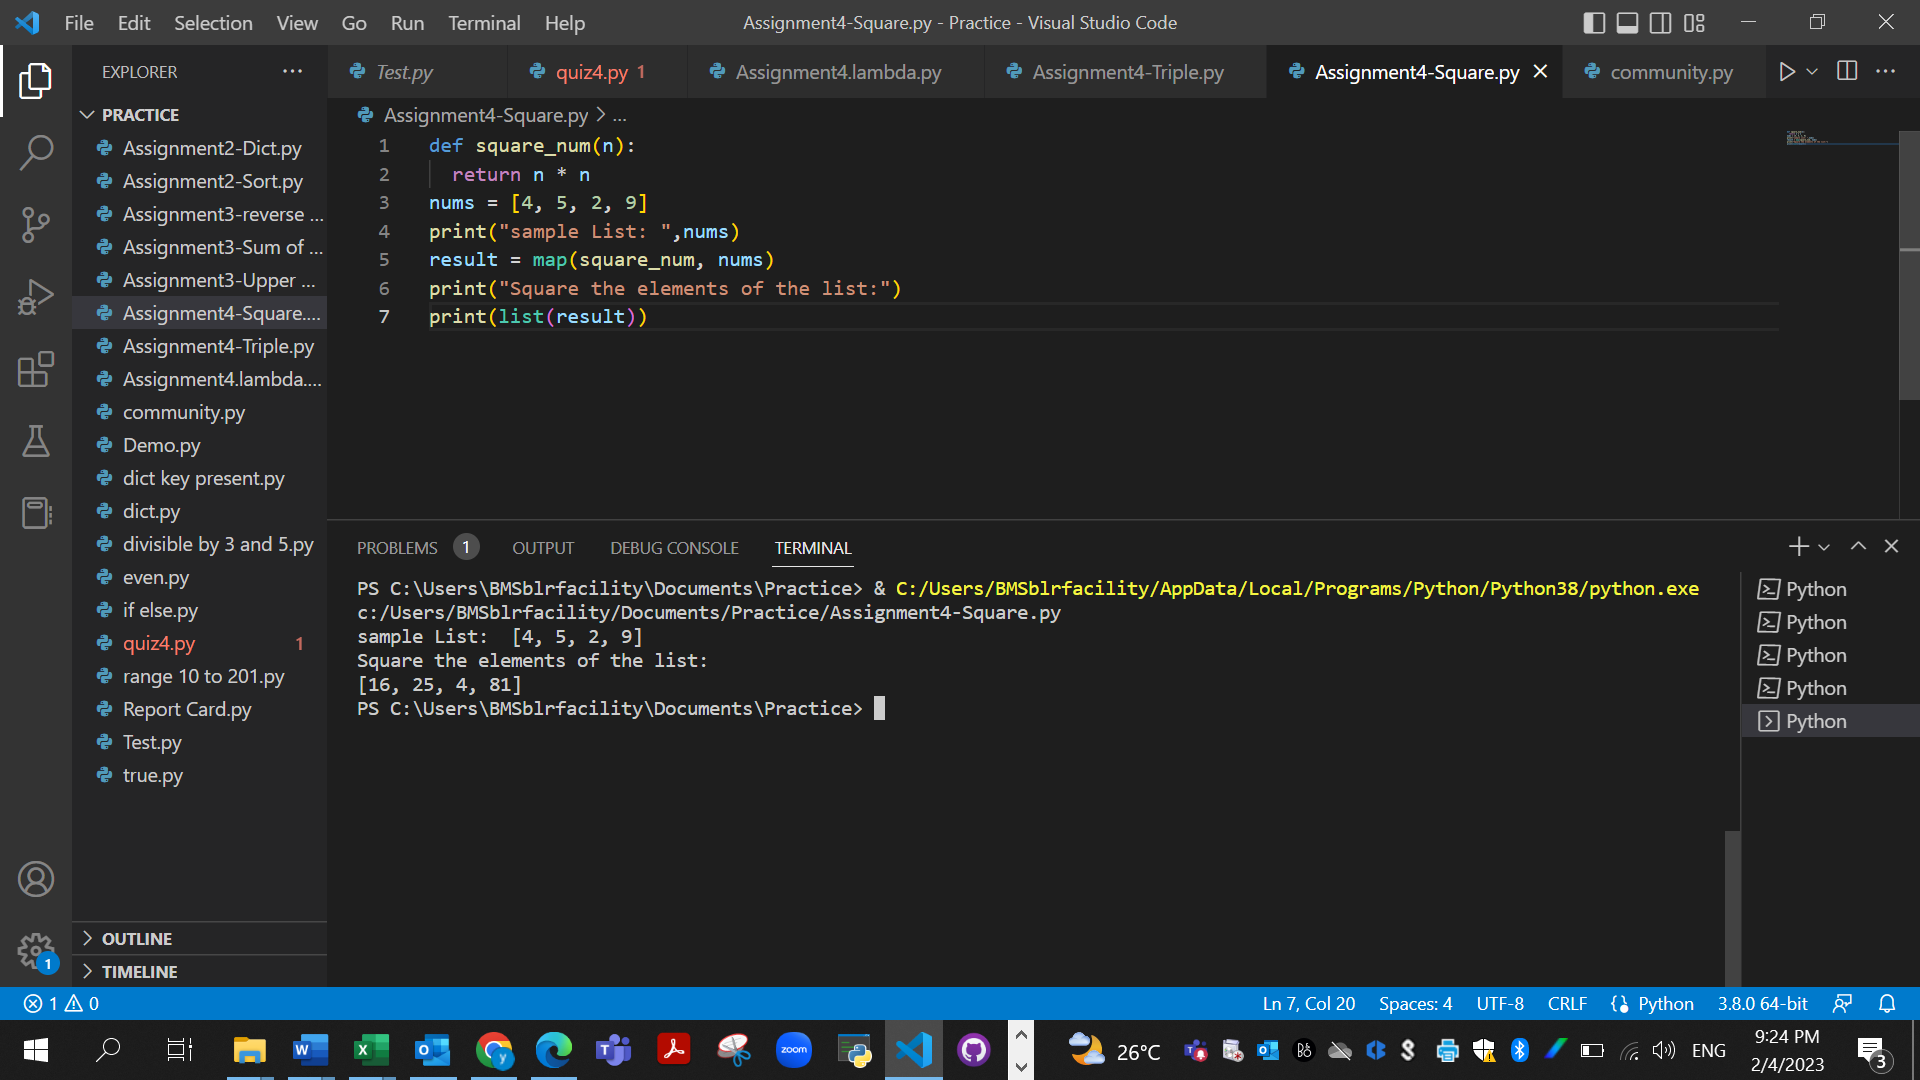 File Edit Selection View Go Run Terminal Help
Assignment4-Square.py - Practice - Visual Studio Code
EXPLORER
PRACTICE
Assignment2-Dict.py
Assignment2-Sort.py
Assignment3-reverse ...
Assignment3-Sum of ...
Assignment3-Upper ...
Assignment4-Square....
Assignment4-Triple.py
Assignment4.lambda....
community.py
Demo.py
dict key present.py
dict.py
divisible by 3 and 5.py
even.py
if else.py
quiz4.py 1
range 10 to 201.py
Report Card.py
Test.py
true.py
OUTLINE
TIMELINE
Test.py quiz4.py 1 Assignment4.lambda.py Assignment4-Triple.py Assignment4-Square.py community.py
Assignment4-Square.py > ...
1 def square_num(n):
2 return n * n
3 nums = [4, 5, 2, 9]
4 print("sample List: ",nums)
5 result = map(square_num, nums)
6 print("Square the elements of the list:")
7 print(list(result))
PROBLEMS 1 OUTPUT DEBUG CONSOLE TERMINAL
PS C:\Users\BMSblrfacility\Documents\Practice> & C:/Users/BMSblrfacility/AppData/Local/Programs/Python/Python38/python.exe
c:/Users/BMSblrfacility/Documents/Practice/Assignment4-Square.py
sample List:  [4, 5, 2, 9]
Square the elements of the list:
[16, 25, 4, 81]
PS C:\Users\BMSblrfacility\Documents\Practice>
Python
Python
Python
Python
Python
1
1 0
Ln 7, Col 20 Spaces: 4 UTF-8 CRLF Python 3.8.0 64-bit
zoom
26°C
ENG
9:24 PM
2/4/2023
3